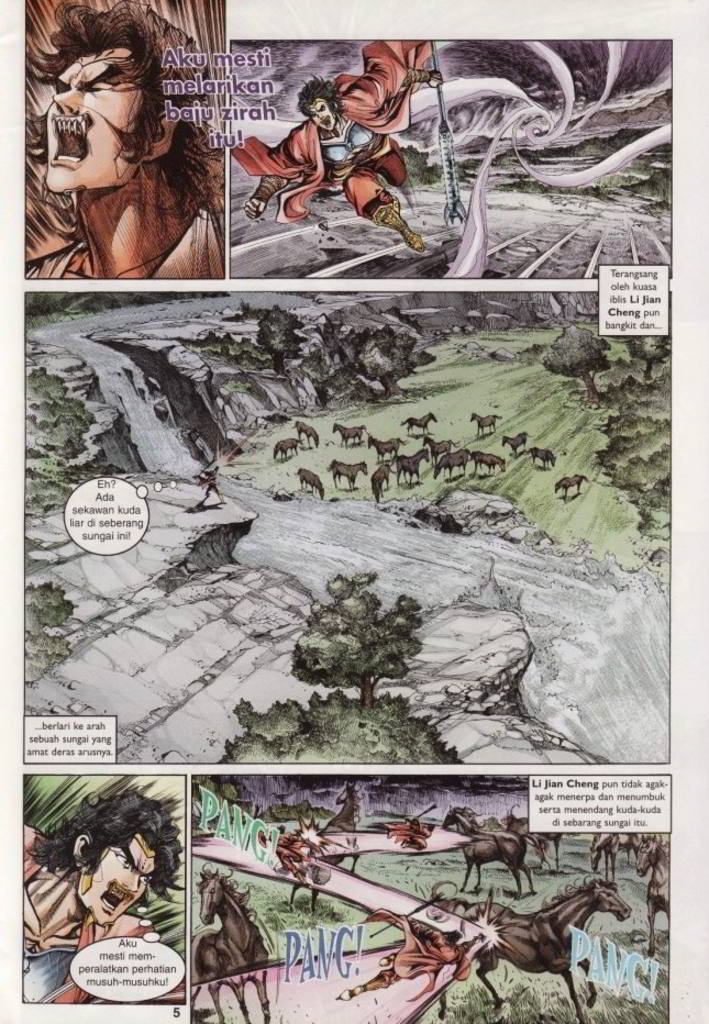 Aku mesti
melarikan
baju zirah
itu!
Terangsang
oleh kuasa
iblis Li Jian
Cheng pun
bangkit dan...
Eh?
Ada
sekawan kuda
liar di seberang
sungai ini!
...berlari ke arah
sebuah sungai yang
amat deras arusnya.
Li Jian Cheng pun tidak agak-
agak menerpa dan menumbuk
serta menendang kuda-kuda
di sebarang sungai itu.
PANG!
PANG!
PANG!
Aku
mesti mem-
peralatkan perhatian
musuh-musuhku!
5